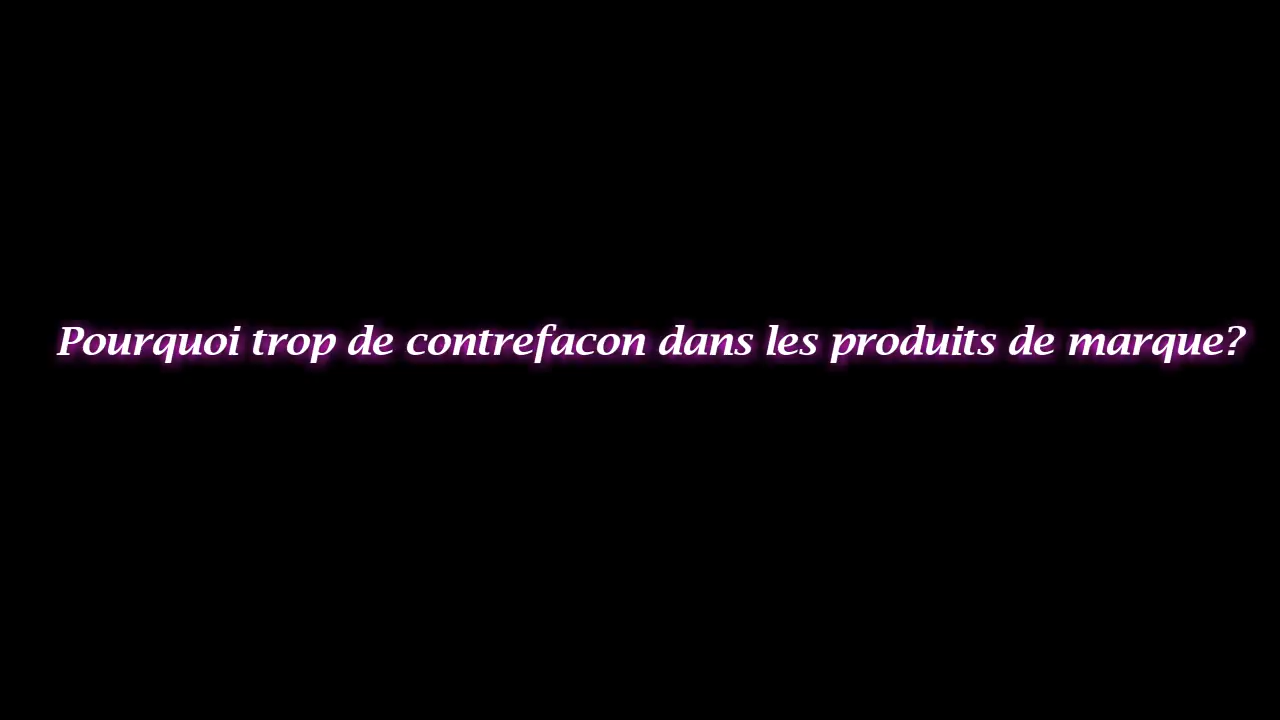 Pourquoi trop de contrefacon dans les produits de marque?